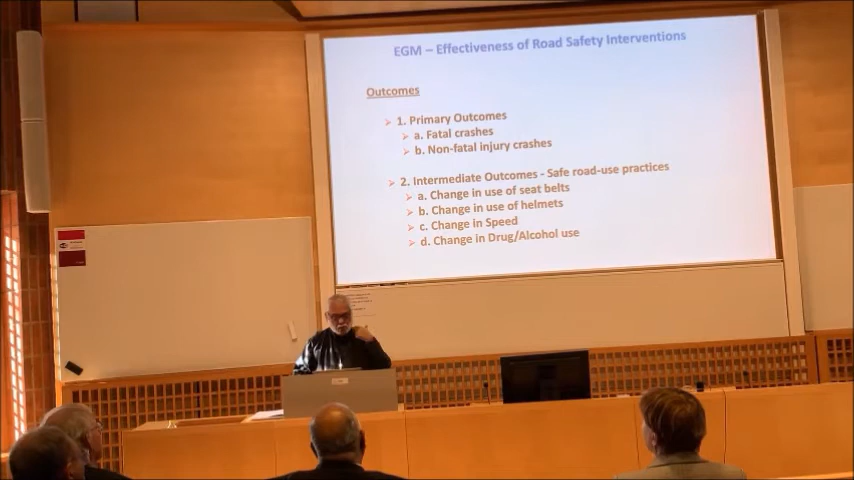 EGM – Effectiveness of Road Safety Interventions
Outcomes
1. Primary Outcomes
a. Fatal crashes
b. Non-fatal injury crashes
2. Intermediate Outcomes - Safe road-use practices
a. Change in use of seat belts
b. Change in use of helmets
c. Change in Speed
d. Change in Drug/Alcohol use